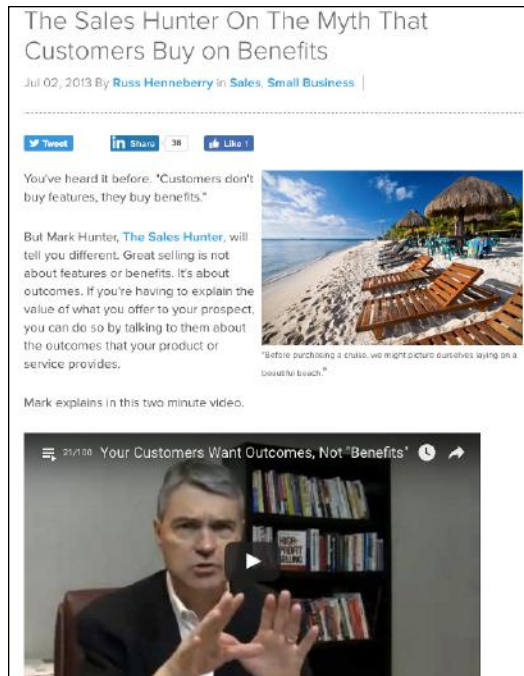 The Sales Hunter On The Myth That
Customers Buy on Benefits
Jul 02, 2013 By Russ Henneberry in Sales, Small Business
Tweet
in Share 38
Like 1
You've heard it before. "Customers don't
buy features, they buy benefits."
But Mark Hunter, The Sales Hunter, will
tell you different. Great selling is not
about features or benefits. It's about
outcomes. If you're having to explain the
value of what you offer to your prospect,
you can do so by talking to them about
the outcomes that your product or
service provides.
"Before purchasing a cruise, we might picture ourselves laying on a
beautiful beach."
Mark explains in this two minute video.
21/100 Your Customers Want Outcomes, Not "Benefits"
HIGH-
PROFIT
SELLING